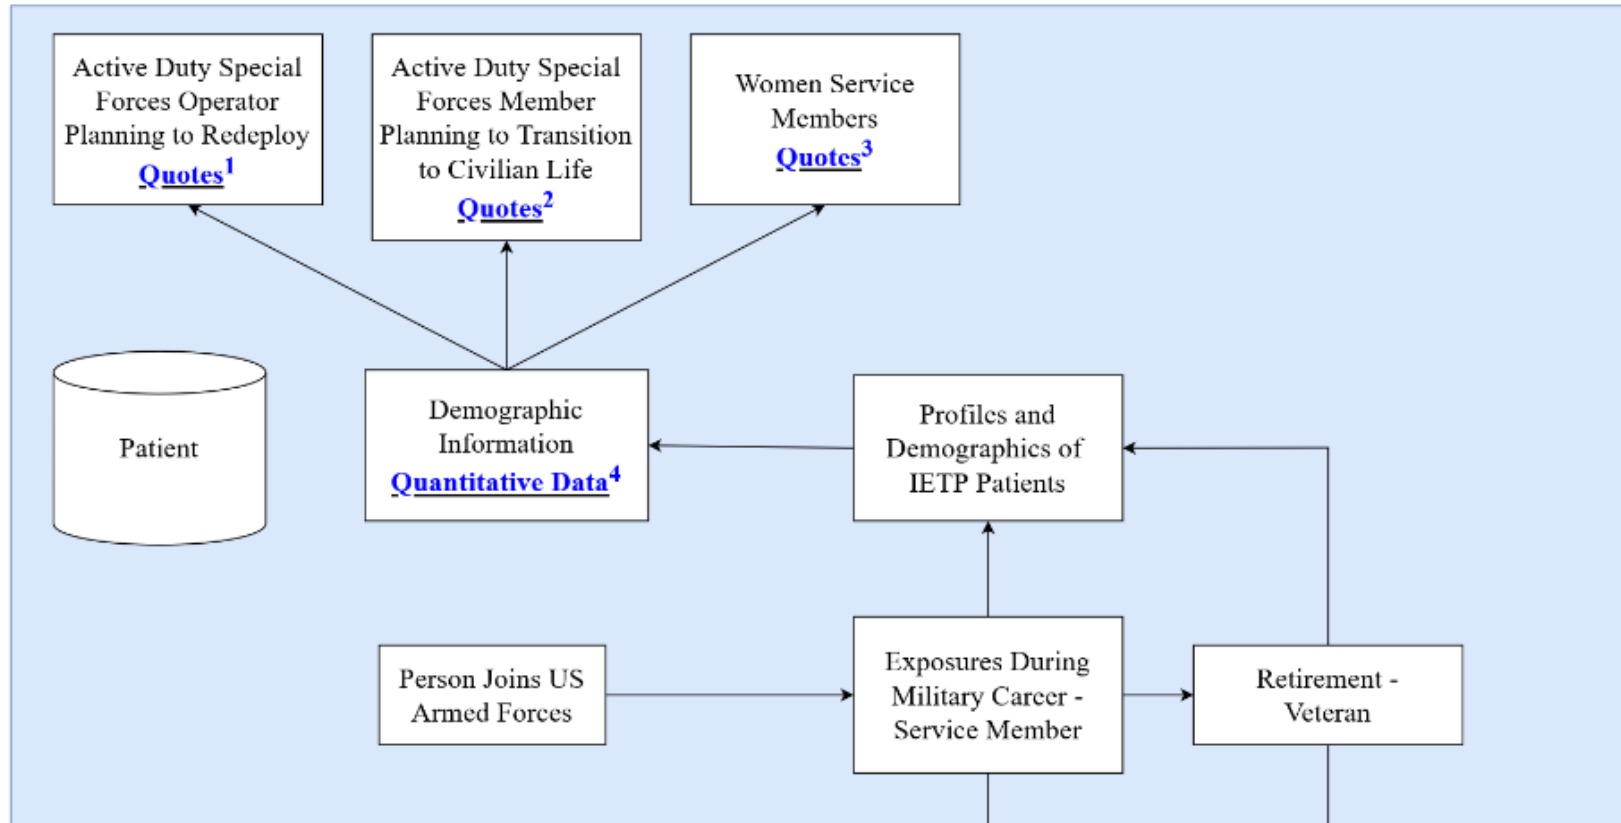 Active Duty Special
Forces Operator
Planning to Redeploy
Quotes1
Active Duty Special
Forces Member
Planning to Transition
to Civilian Life
Quotes2
Women Service
Members
Quotes3
Patient
Demographic
Information
Quantitative Data4
Profiles and
Demographics of
IETP Patients
Person Joins US
Armed Forces
Exposures During
Military Career -
Service Member
Retirement -
Veteran